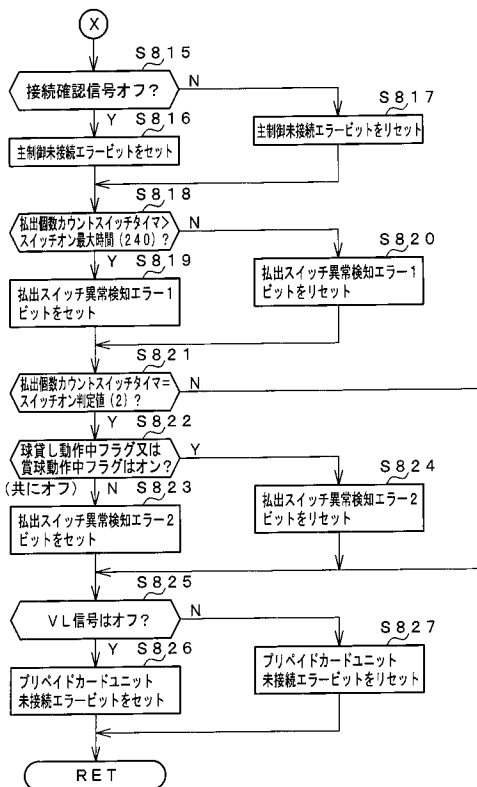 X
S815
接続確認信号オフ?
N
Y
S816
S817
主制御未接続エラービットをセット
主制御未接続エラービットをリセット
S818
払出個数カウントスイッチタイマ>
スイッチオン最大時間(240)?
N
Y
S819
S820
払出スイッチ異常検知エラー1
ビットをセット
払出スイッチ異常検知エラー1
ビットをリセット
S821
払出個数カウントスイッチタイマ=
スイッチオン判定値(2)?
N
Y
S822
球貸し動作中フラグ又は
賞球動作中フラグはオン?
Y
(共にオフ)
N
S823
S824
払出スイッチ異常検知エラー2
ビットをセット
払出スイッチ異常検知エラー2
ビットをリセット
S825
VL信号はオフ?
N
Y
S826
S827
プリペイドカードユニット
未接続エラービットをセット
プリペイドカードユニット
未接続エラービットをリセット
RET